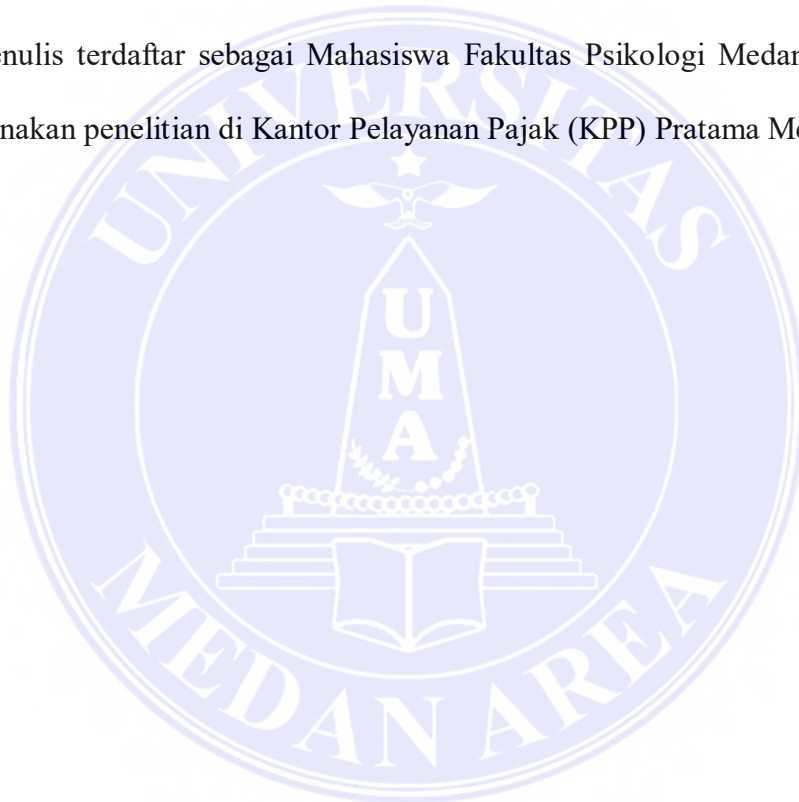 enulis terdaftar sebagai Mahasiswa Fakultas Psikologi Medan
nakan penelitian di Kantor Pelayanan Pajak (KPP) Pratama Me
UNIVERSITAS
UMA
MEDAN AREA